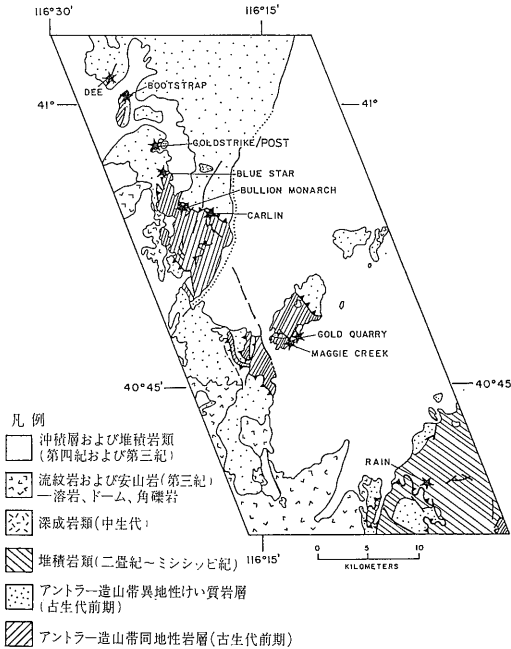 116°30'
116°15'
DEE
BOOTSTRAP
41°
41°
GOLDSTRIKE/POST
BLUE STAR
BULLION MONARCH
CARLIN
GOLD QUARRY
MAGGIE CREEK
40°45'
40°45'
RAIN
116°15'
0 5 10
KILOMETERS
凡例
沖積層および堆積岩類
(第四紀および第三紀)
流紋岩および安山岩(第三紀)
—溶岩、ドーム、角礫岩
深成岩類(中生代)
堆積岩類(二畳紀〜ミシシッピ紀)
アントラー造山帯異地性けい質岩層
(古生代前期)
アントラー造山帯同地性岩層(古生代前期)